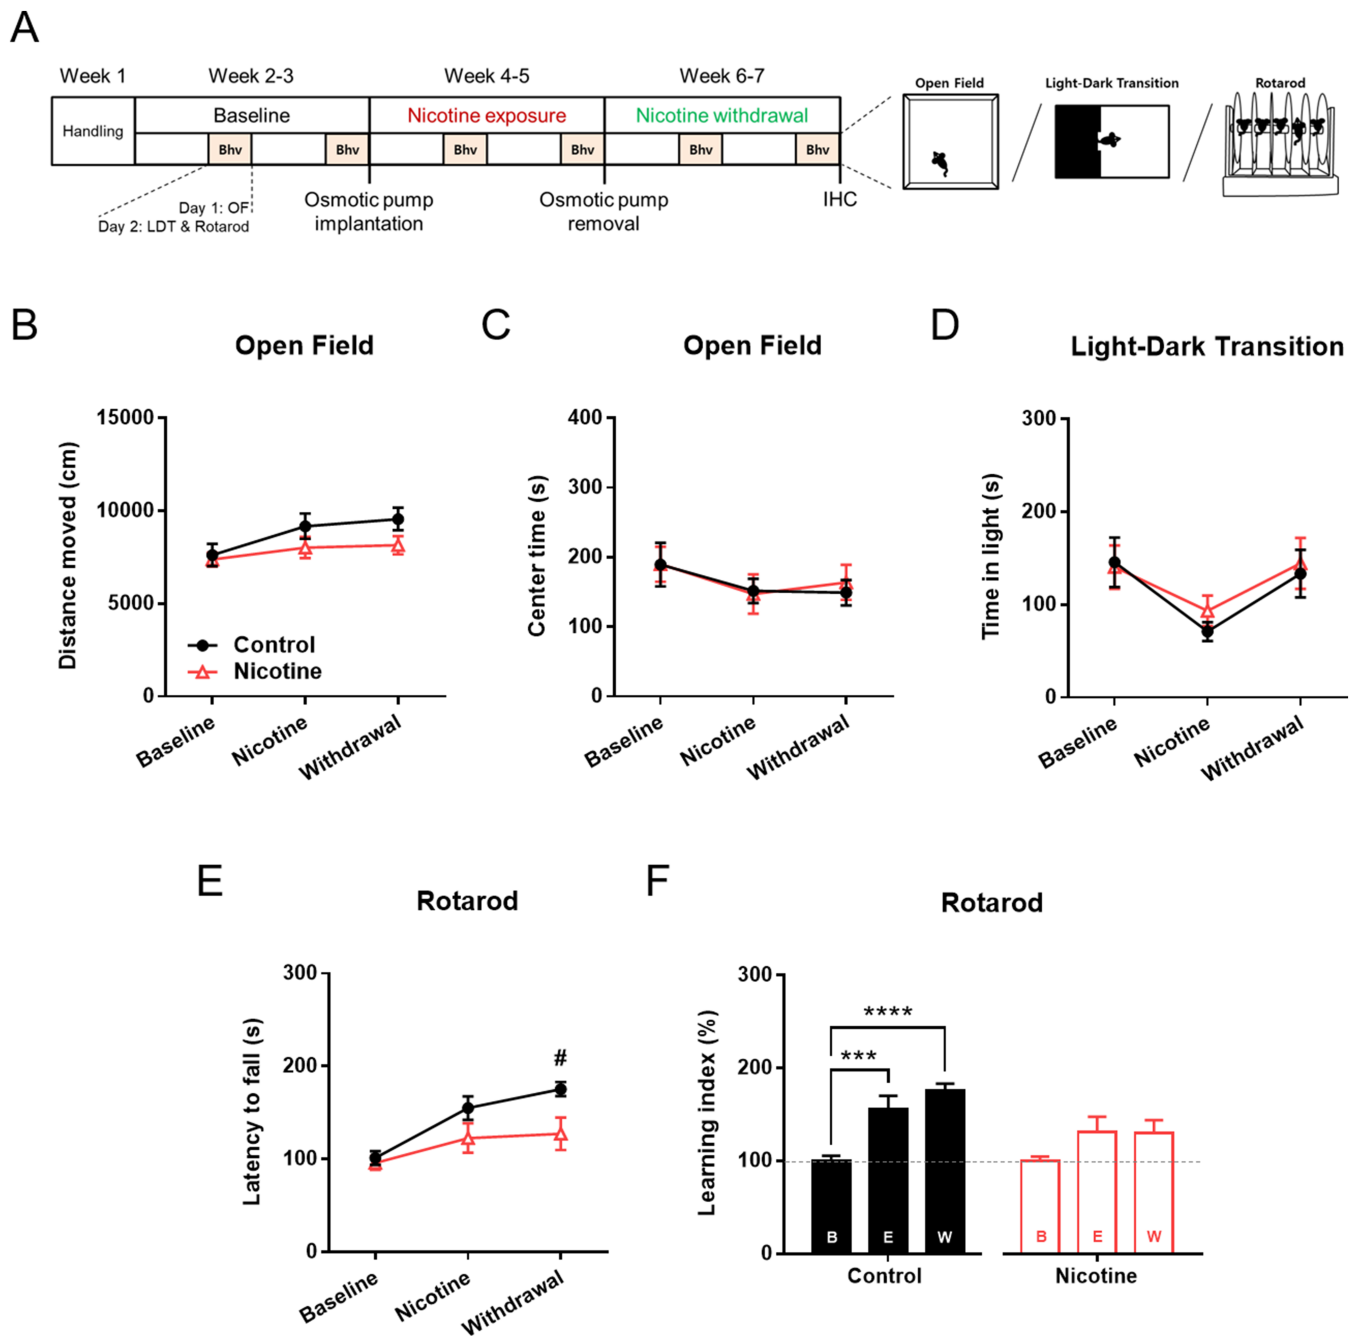 A
Week 1
Week 2-3
Week 4-5
Week 6-7
Handling
Baseline
Nicotine exposure
Nicotine withdrawal
Bhv
Bhv
Bhv
Bhv
Bhv
Bhv
Day 1: OF
Day 2: LDT & Rotarod
Osmotic pump
implantation
Osmotic pump
removal
IHC
Open Field
Light-Dark Transition
Rotarod
B
Open Field
Distance moved (cm)
15000
10000
5000
0
Control
Nicotine
Baseline
Nicotine
Withdrawal
C
Open Field
Center time (s)
400
300
200
100
0
Baseline
Nicotine
Withdrawal
D
Light-Dark Transition
Time in light (s)
300
200
100
0
Baseline
Nicotine
Withdrawal
E
Rotarod
Latency to fall (s)
300
200
100
0
#
Baseline
Nicotine
Withdrawal
F
Rotarod
Learning index (%)
300
200
100
0
****
***
B
E
W
B
E
W
Control
Nicotine